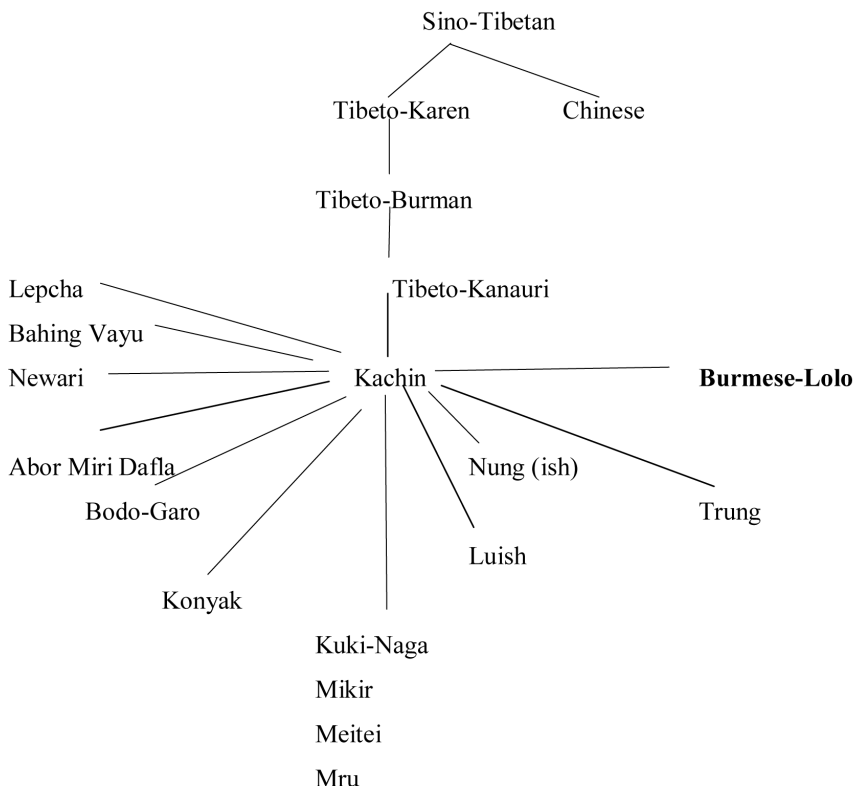 Sino-Tibetan
Tibeto-Karen
Chinese
Tibeto-Burman
Lepcha
Tibeto-Kanauri
Bahing Vayu
Newari
Kachin
Burmese-Lolo
Abor Miri Dafla
Nung (ish)
Bodo-Garo
Trung
Luish
Konyak
Kuki-Naga
Mikir
Meitei
Mru